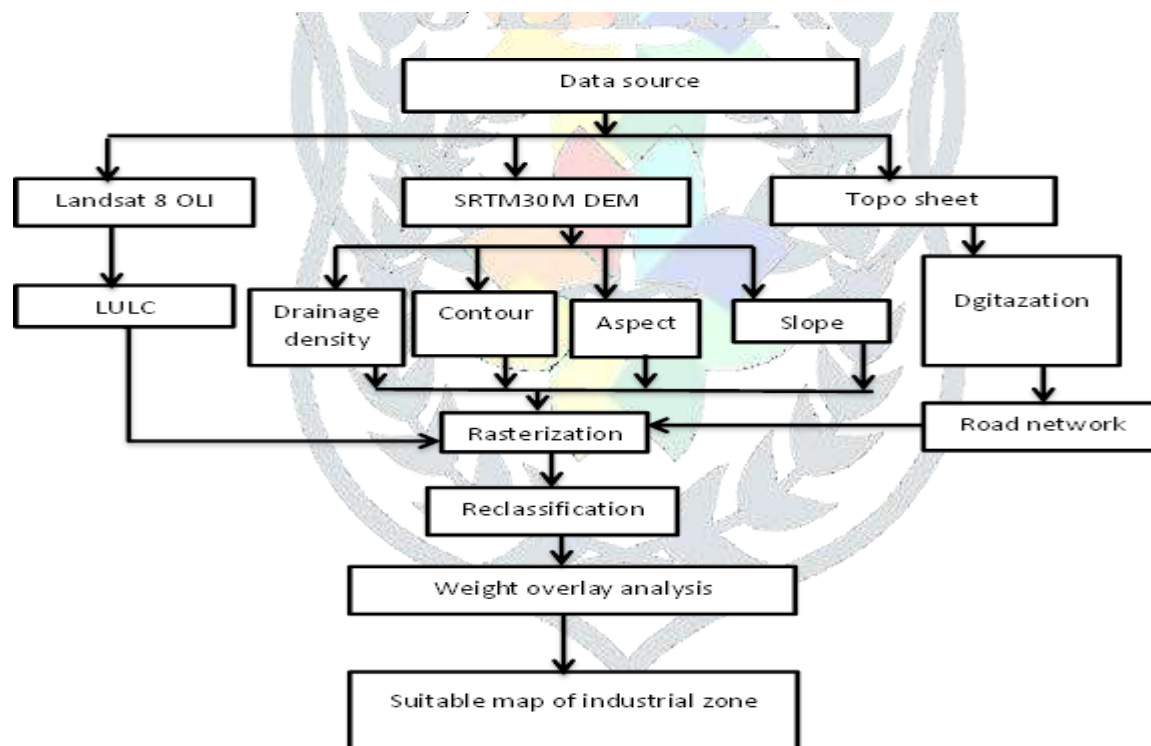 Data source
Landsat 8 OLI
SRTM30M DEM
Topo sheet
LULC
Drainage
density
Contour
Aspect
Slope
Dgitazation
Rasterization
Road network
Reclassification
Weight overlay analysis
Suitable map of industrial zone